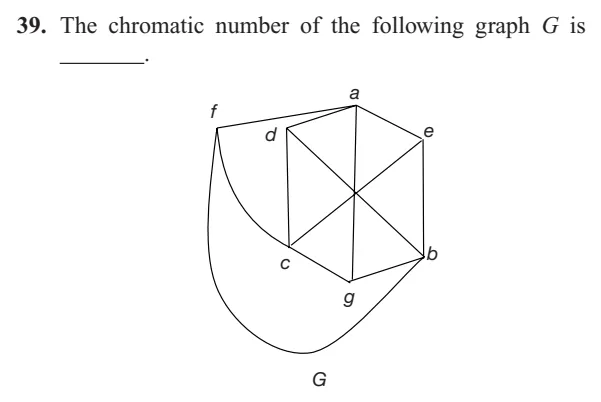 39. The chromatic number of the following graph G is
________.
a
f
d
e
c
b
g
G